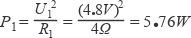 P₁ = U₁²/R₁ = (4.8V)²/4Ω = 5.76W